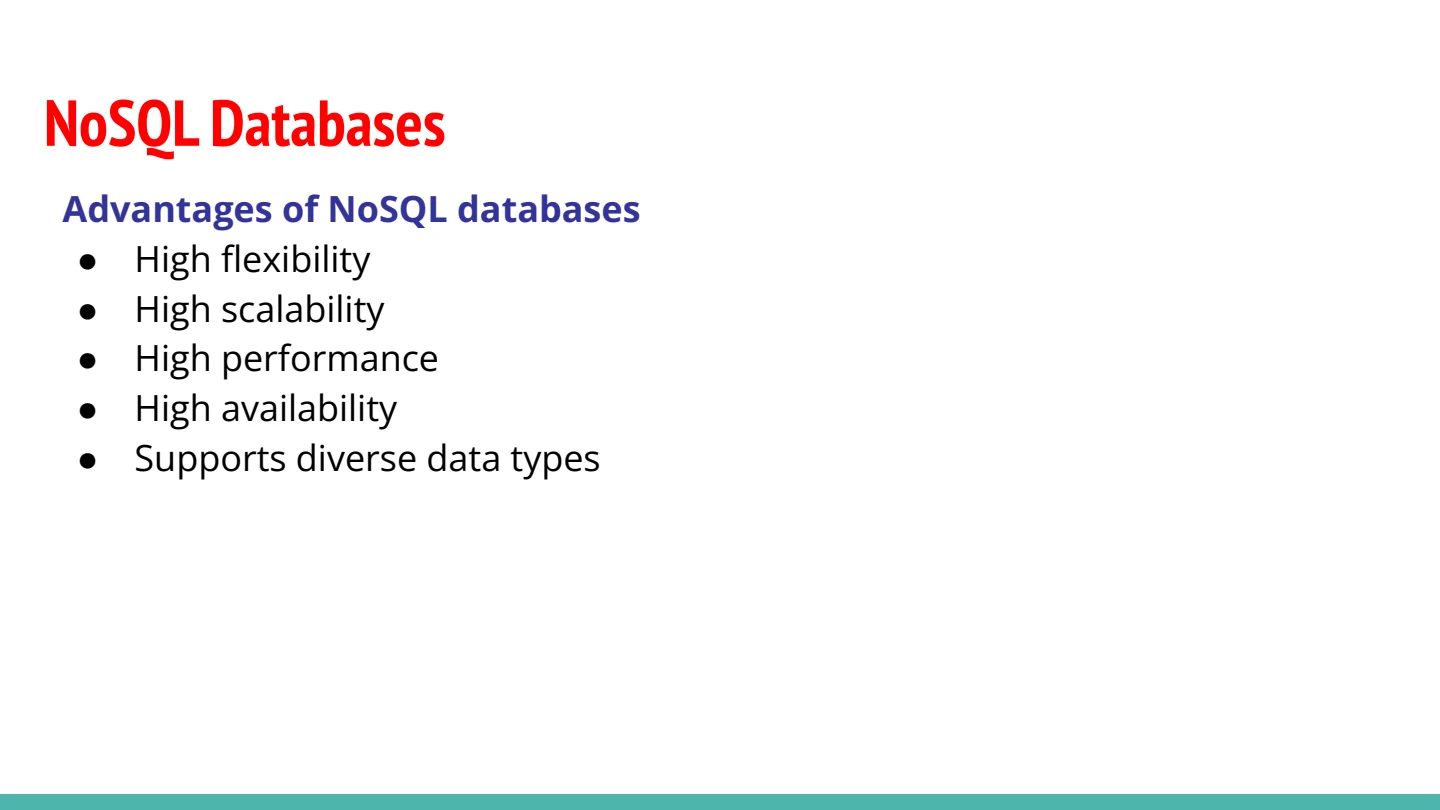 NoSQL Databases
Advantages of NoSQL databases
● High flexibility
● High scalability
● High performance
● High availability
● Supports diverse data types